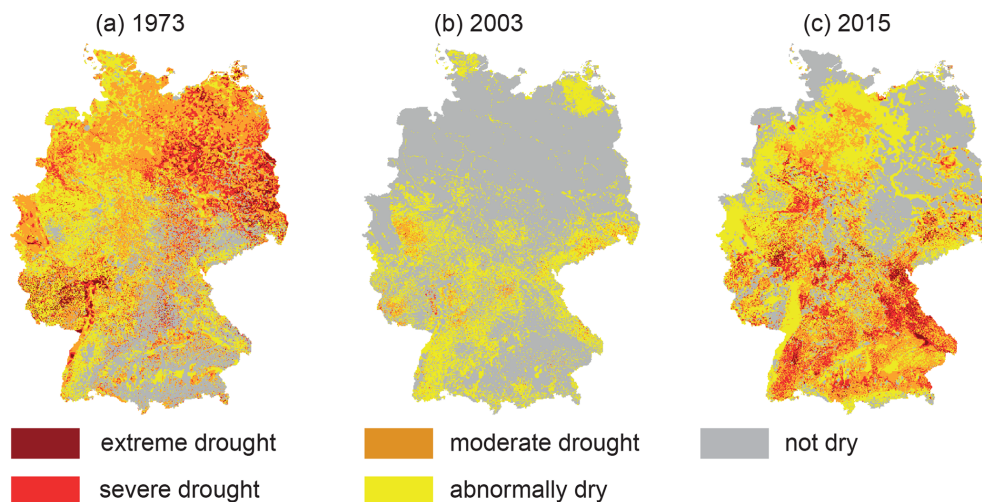 (a) 1973 (b) 2003 (c) 2015
extreme drought moderate drought not dry
severe drought abnormally dry